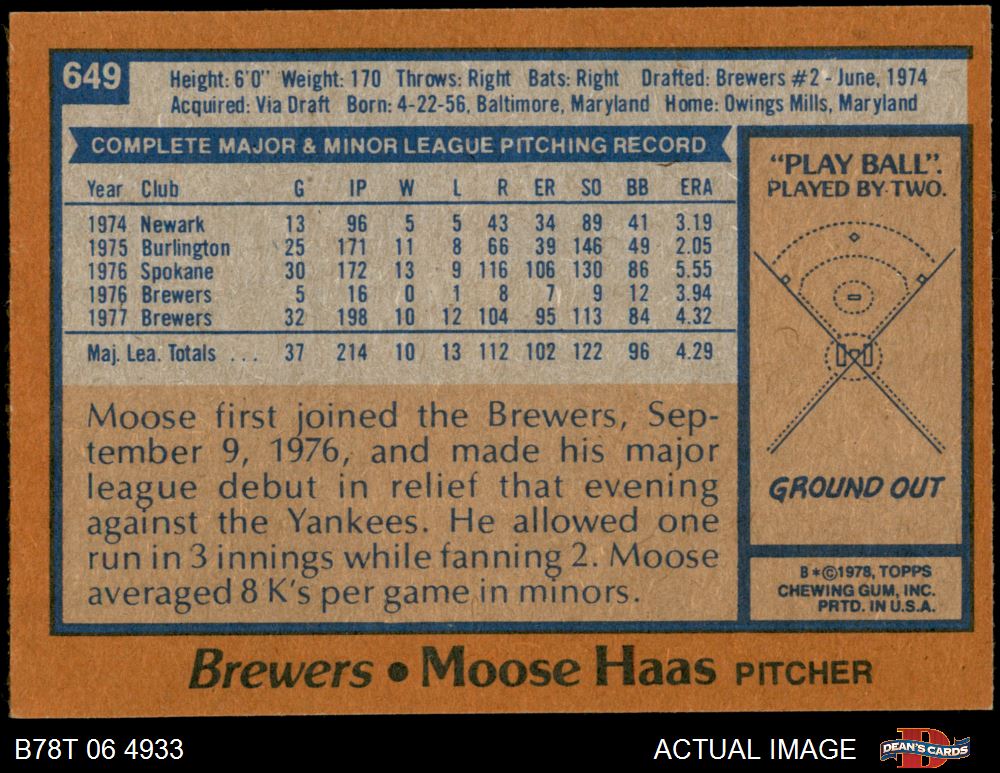 649
Height: 6'0" Weight: 170 Throws: Right Bats: Right Drafted: Brewers #2 - June, 1974
Acquired: Via Draft Born: 4-22-56, Baltimore, Maryland Home: Owings Mills, Maryland
COMPLETE MAJOR & MINOR LEAGUE PITCHING RECORD
Year Club G IP W L R ER SO BB ERA
1974 Newark 13 96 5 5 43 34 89 41 3.19
1975 Burlington 25 171 11 8 66 39 146 49 2.05
1976 Spokane 30 172 13 9 116 106 130 86 5.55
1976 Brewers 5 16 0 1 8 7 9 12 3.94
1977 Brewers 32 198 10 12 104 95 113 84 4.32
Maj. Lea. Totals ... 37 214 10 13 112 102 122 96 4.29
Moose first joined the Brewers, Sep-
tember 9, 1976, and made his major
league debut in relief that evening
against the Yankees. He allowed one
run in 3 innings while fanning 2. Moose
averaged 8 K's per game in minors.
"PLAY BALL".
PLAYED BY TWO.
GROUND OUT
B*©1978, TOPPS
CHEWING GUM, INC.
PRTD. IN U.S.A.
Brewers • Moose Haas PITCHER
B78T 06 4933
ACTUAL IMAGE
DEAN'S CARDS